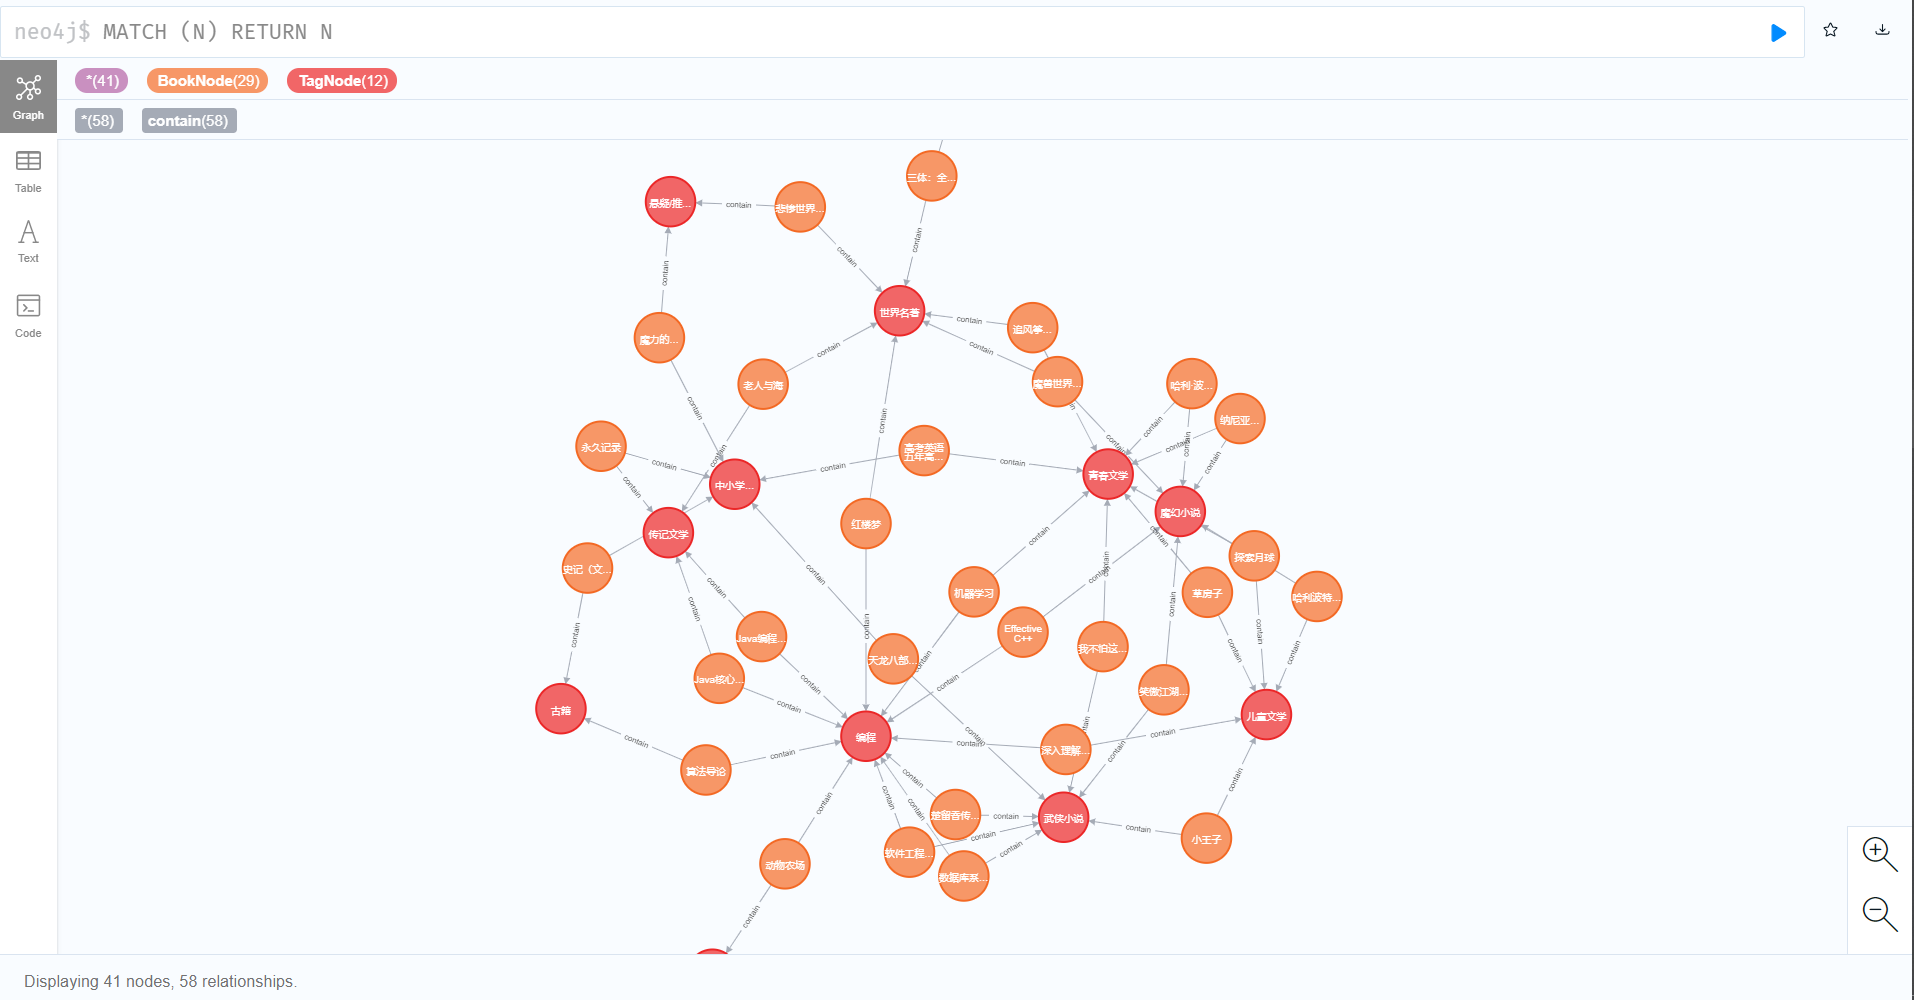 neo4j$ MATCH (N) RETURN N
*(41) BookNode(29) TagNode(12)
*(58) contain(58)
Graph
Table
Text
Code
三体：全...
悬疑/推...
contain
悲惨世界...
contain
contain
contain
世界名著
contain
追风筝...
魔力的...
contain
contain
老人与海
魔兽世界...
哈利·波...
contain
纳尼亚...
contain
contain
contain
contain
contain
永久记录
高考英语
五年高...
contain
contain
contain
contain
青春文学
中小学...
contain
魔幻小说
红楼梦
传记文学
contain
contain
探索月球
史记（文...
contain
contain
contain
机器学习
草房子
哈利波特...
contain
contain
contain
contain
Java编程...
contain
Effective
C++
contain
contain
contain
天龙八部...
我不怕这...
contain
Java核心...
contain
contain
笑傲江湖...
古籍
contain
儿童文学
编程
contain
contain
contain
contain
contain
深入理解...
contain
算法导论
contain
contain
contain
contain
contain
楚留香传...
contain
武侠小说
contain
contain
小王子
软件工程...
contain
动物农场
数据库系...
contain
Displaying 41 nodes, 58 relationships.